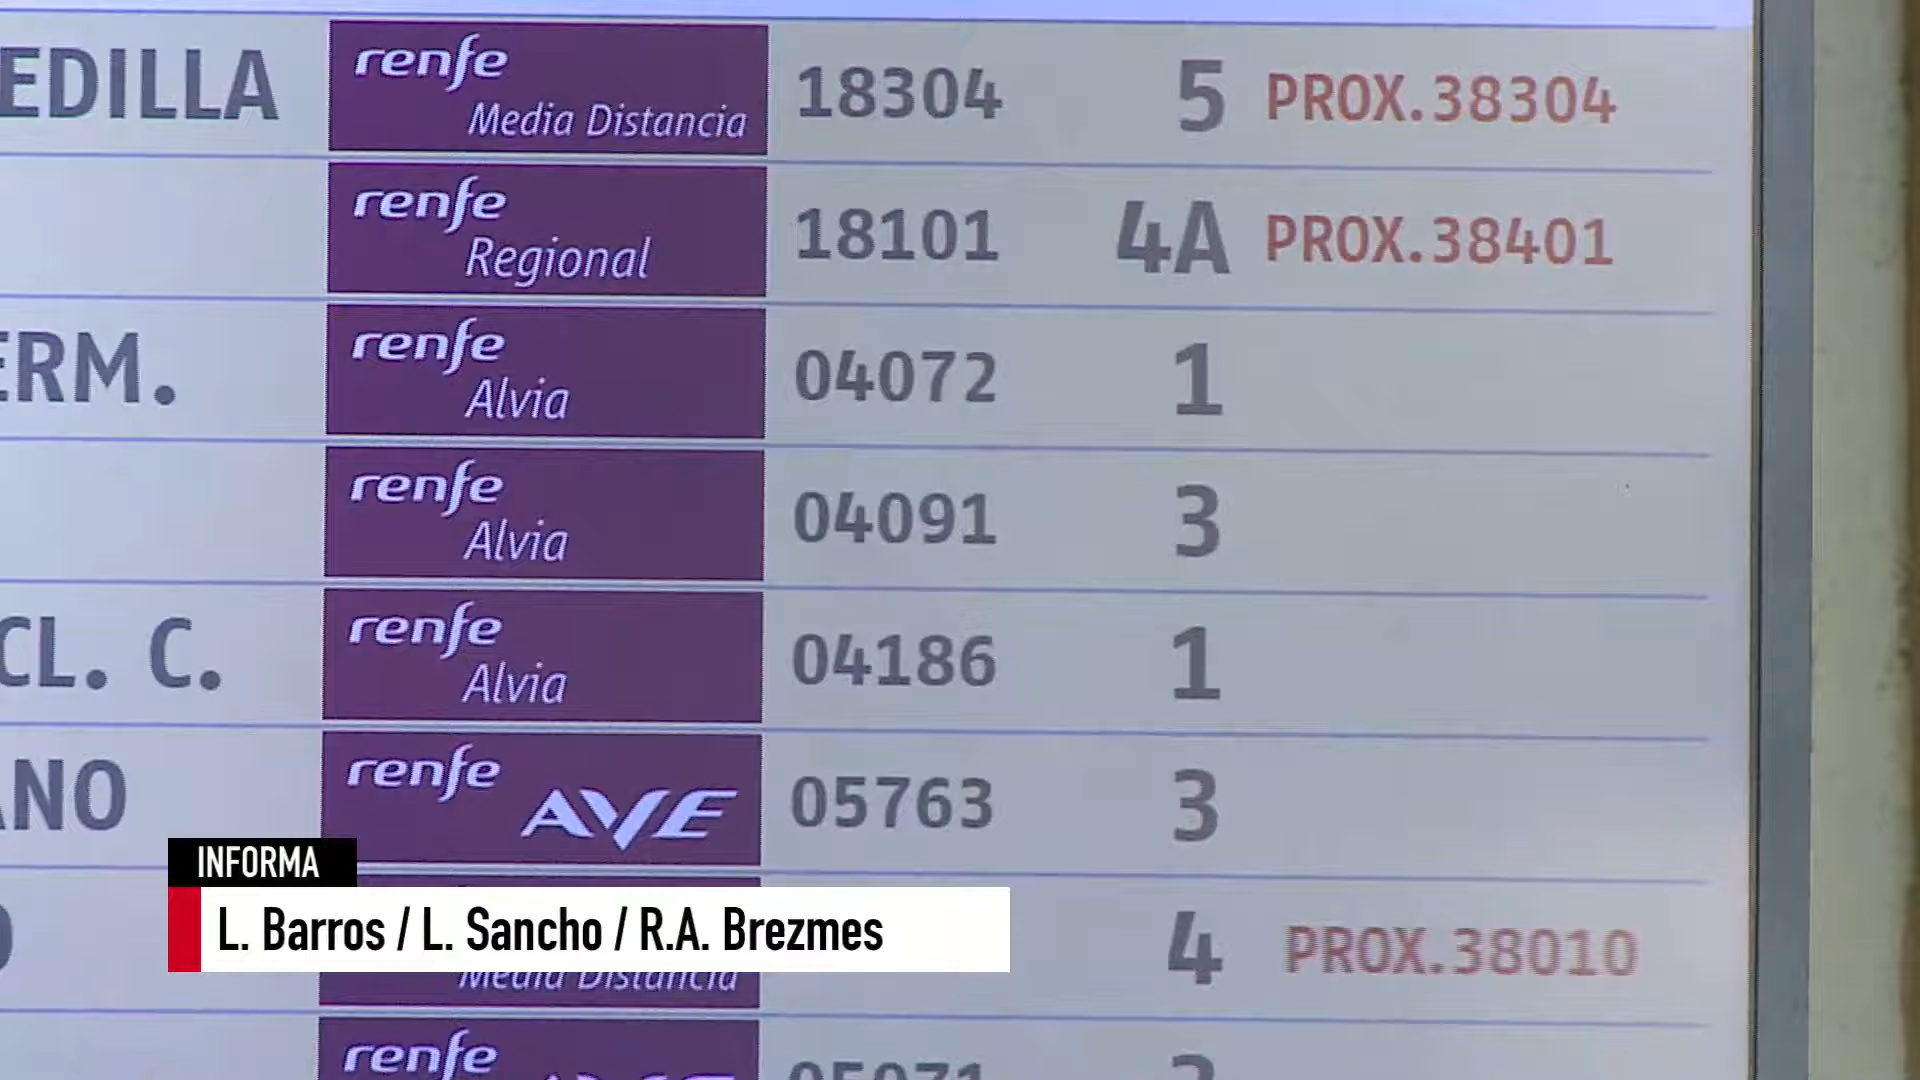 EDILLA renfe Media Distancia 18304 5 PROX.38304
renfe Regional 18101 4A PROX.38401
ERM. renfe Alvia 04072 1
renfe Alvia 04091 3
CL. C. renfe Alvia 04186 1
ANO renfe AVE 05763 3
INFORMA
L. Barros / L. Sancho / R.A. Brezmes
Media Distancia 4 PROX.38010
renfe